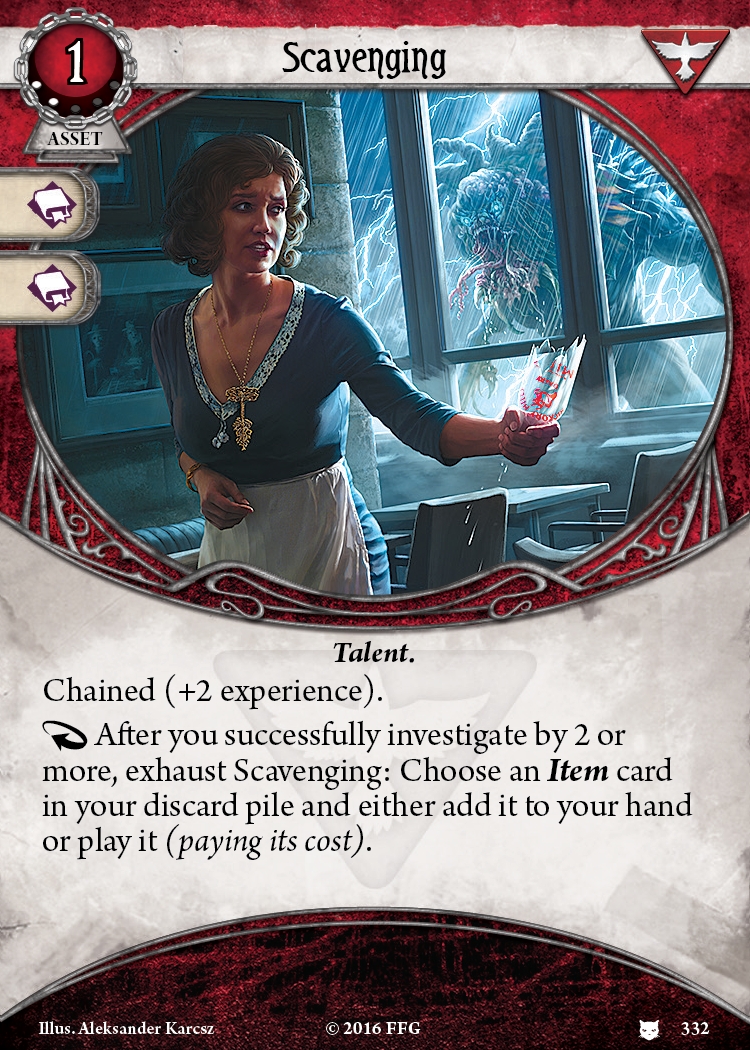 1
Scavenging
ASSET
Talent.
Chained (+2 experience).
After you successfully investigate by 2 or
more, exhaust Scavenging: Choose an Item card
in your discard pile and either add it to your hand
or play it (paying its cost).
Illus. Aleksander Karcsz
© 2016 FFG
332